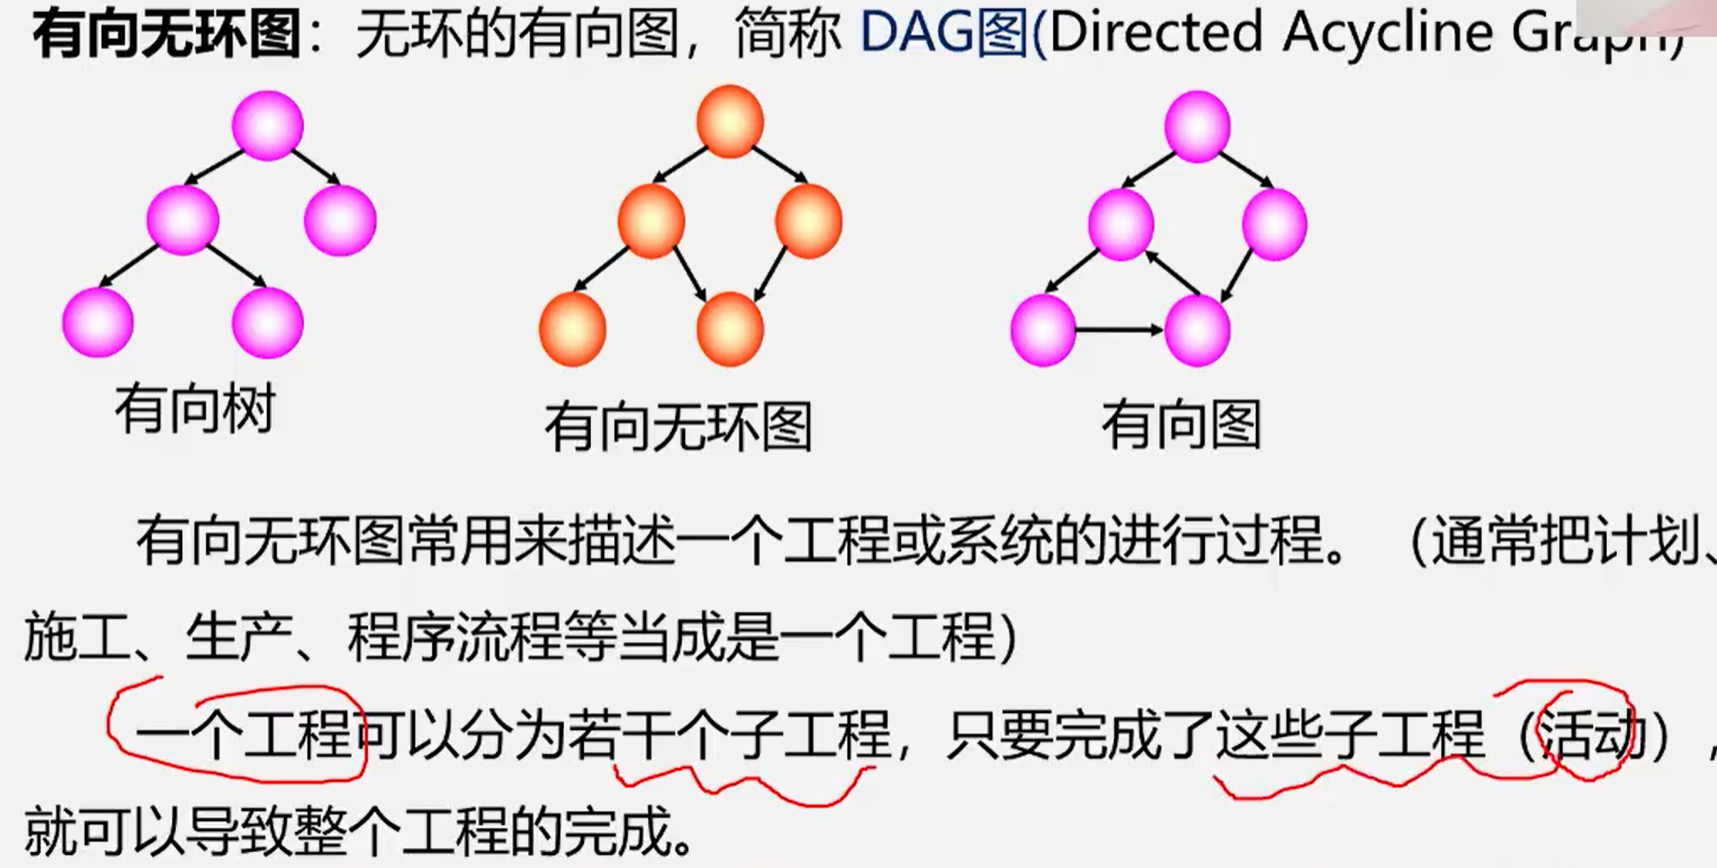 有向无环图：无环的有向图，简称 DAG图(Directed Acycline Graph)
有向树
有向无环图
有向图
有向无环图常用来描述一个工程或系统的进行过程。（通常把计划、
施工、生产、程序流程等当成是一个工程）
一个工程可以分为若干个子工程，只要完成了这些子工程（活动），
就可以导致整个工程的完成。